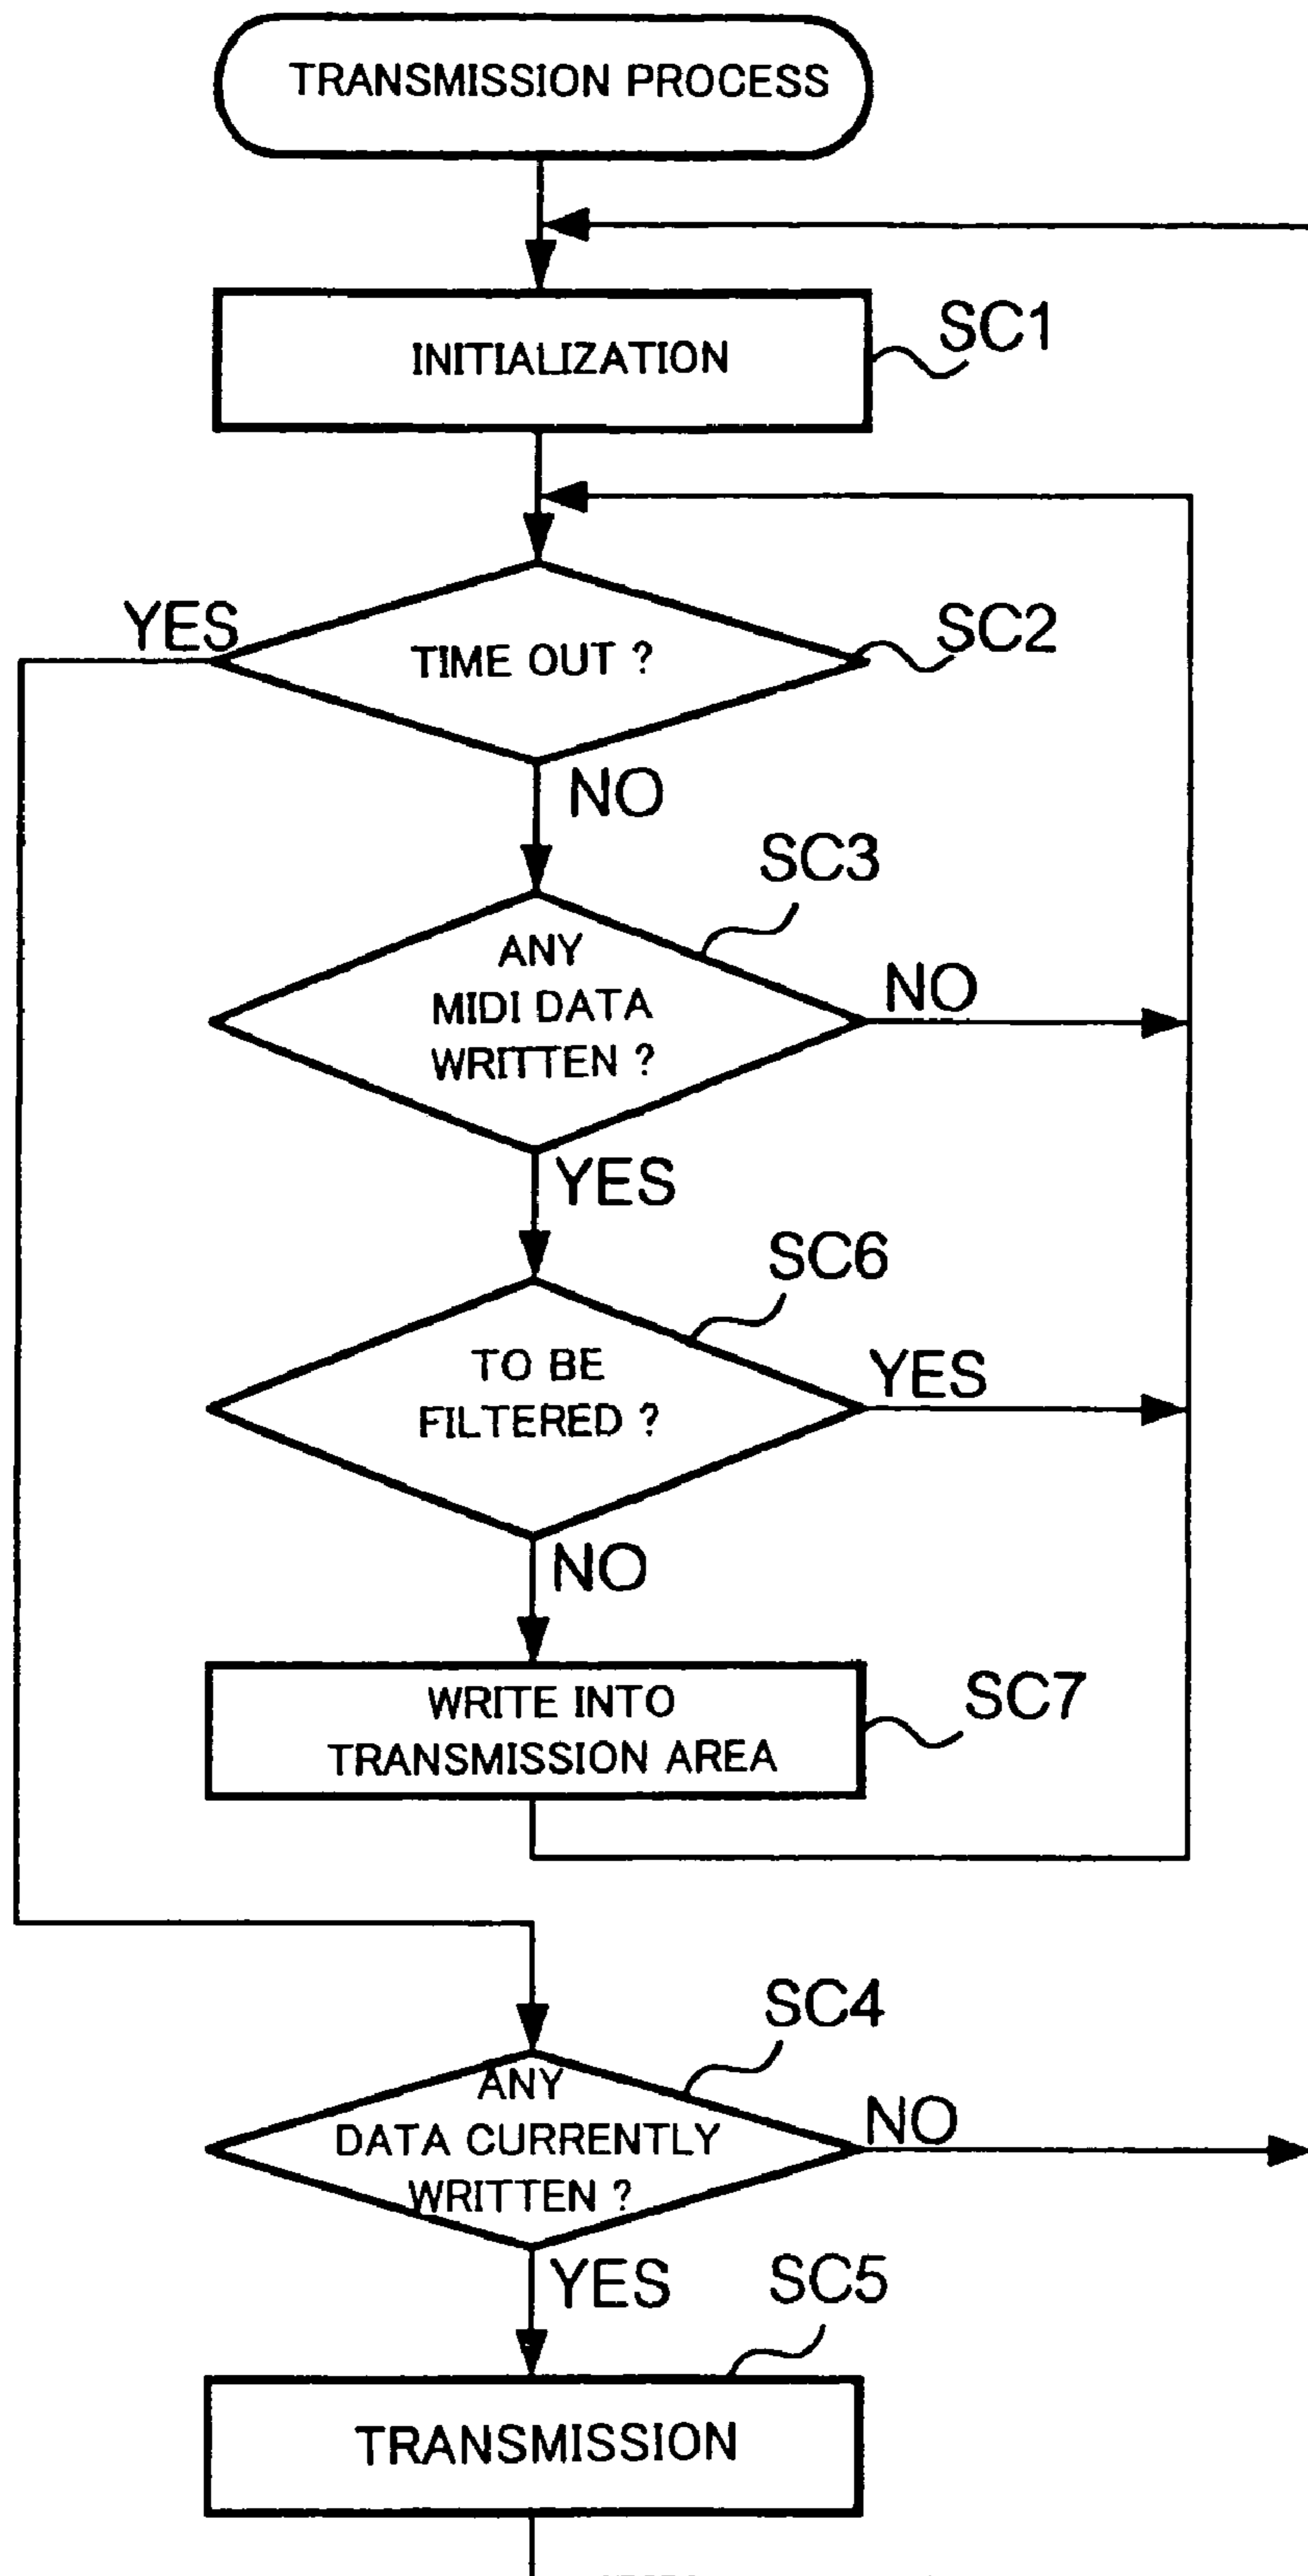 TRANSMISSION PROCESS
INITIALIZATION
SC1
YES
TIME OUT ?
SC2
NO
SC3
ANY
MIDI DATA
WRITTEN ?
NO
YES
SC6
TO BE
FILTERED ?
YES
NO
WRITE INTO
TRANSMISSION AREA
SC7
SC4
ANY
DATA CURRENTLY
WRITTEN ?
NO
YES
SC5
TRANSMISSION